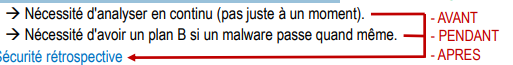 → Nécessité d'analyser en continu (pas juste à un moment). - AVANT
→ Nécessité d'avoir un plan B si un malware passe quand même. - PENDANT
Sécurité rétrospective - APRES